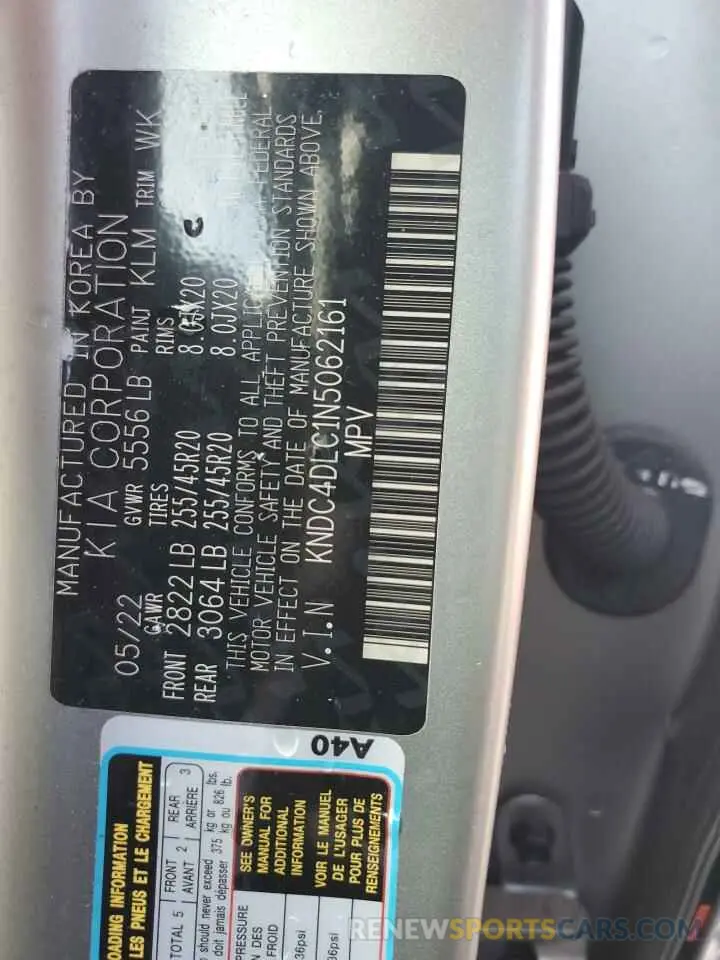 MANUFACTURED IN KOREA BY
KIA CORPORATION
05/22 GVWR 5556 LB PAINT KLM TRIM WK
GAWR TIRES RIMS
FRONT 2822 LB 255/45R20 8.0JX20
REAR 3064 LB 255/45R20 8.0JX20
C
THIS VEHICLE CONFORMS TO ALL FEDERAL
MOTOR VEHICLE SAFETY AND THEFT PREVENTION STANDARDS
IN EFFECT ON THE DATE OF MANUFACTURE SHOWN ABOVE.
V.I.N KNDC4DLC1N5062161
MPV
A40
OADING INFORMATION
LES PNEUS ET LE CHARGEMENT
TOTAL 5 FRONT 2 REAR 3
AVANT ARRIÈRE
should never exceed 375 kg or 826 lbs.
doit jamais dépasser 375 kg ou 826 lb.
PRESSURE
ON DES
FROID
36psi
36psi
SEE OWNER'S
MANUAL FOR
ADDITIONAL
INFORMATION
VOIR LE MANUEL
DE L'USAGER
POUR PLUS DE
RENSEIGNEMENTS
RENEWSPORTSCARS.COM